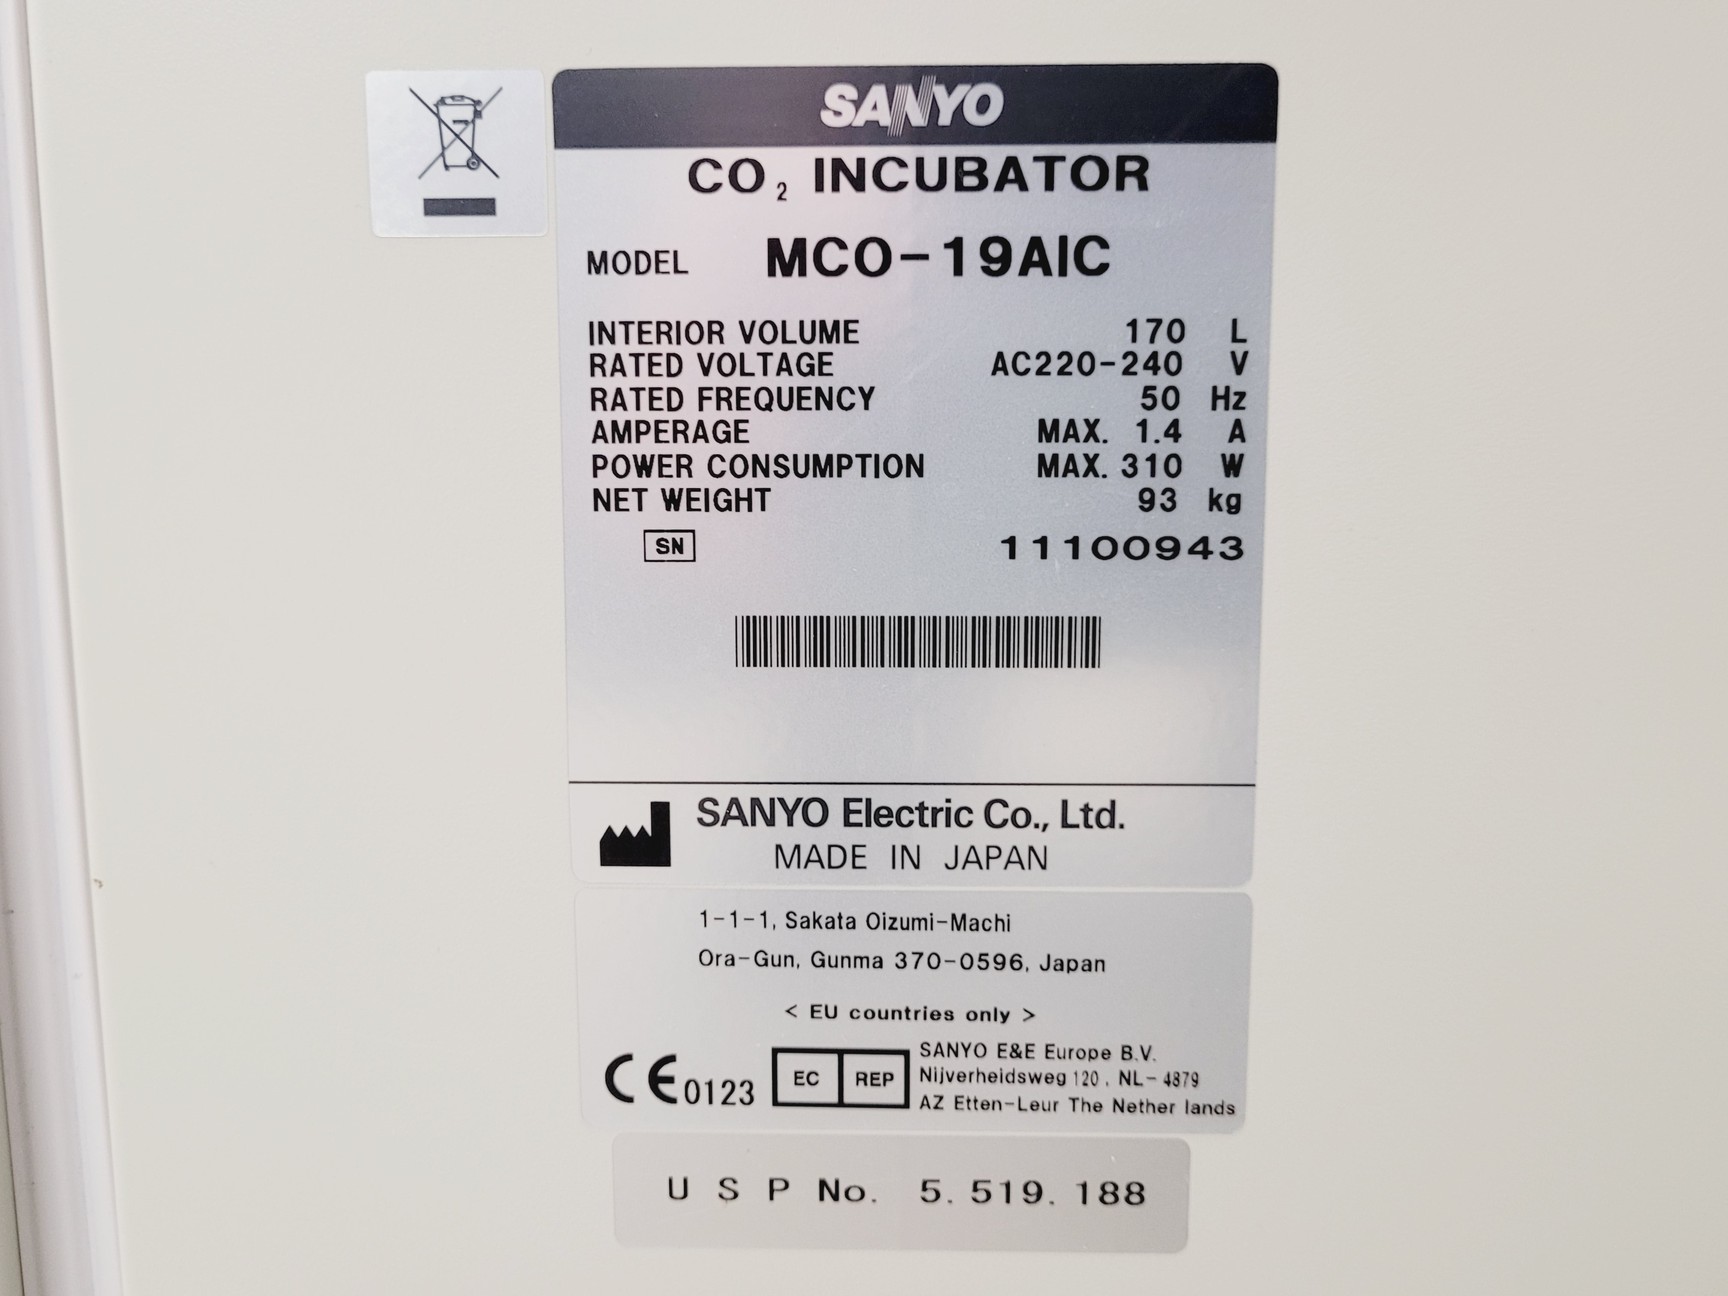 SANYO
CO2 INCUBATOR
MODEL MCO-19AIC
INTERIOR VOLUME 170 L
RATED VOLTAGE AC220-240 V
RATED FREQUENCY 50 Hz
AMPERAGE MAX. 1.4 A
POWER CONSUMPTION MAX. 310 W
NET WEIGHT 93 kg
SN 11100943
SANYO Electric Co., Ltd.
MADE IN JAPAN
1-1-1, Sakata Oizumi-Machi
Ora-Gun, Gunma 370-0596, Japan
< EU countries only >
CE 0123 EC REP
SANYO E&E Europe B.V.
Nijverheidsweg 120, NL- 4879
AZ Etten-Leur The Nether lands
U S P No. 5. 519. 188